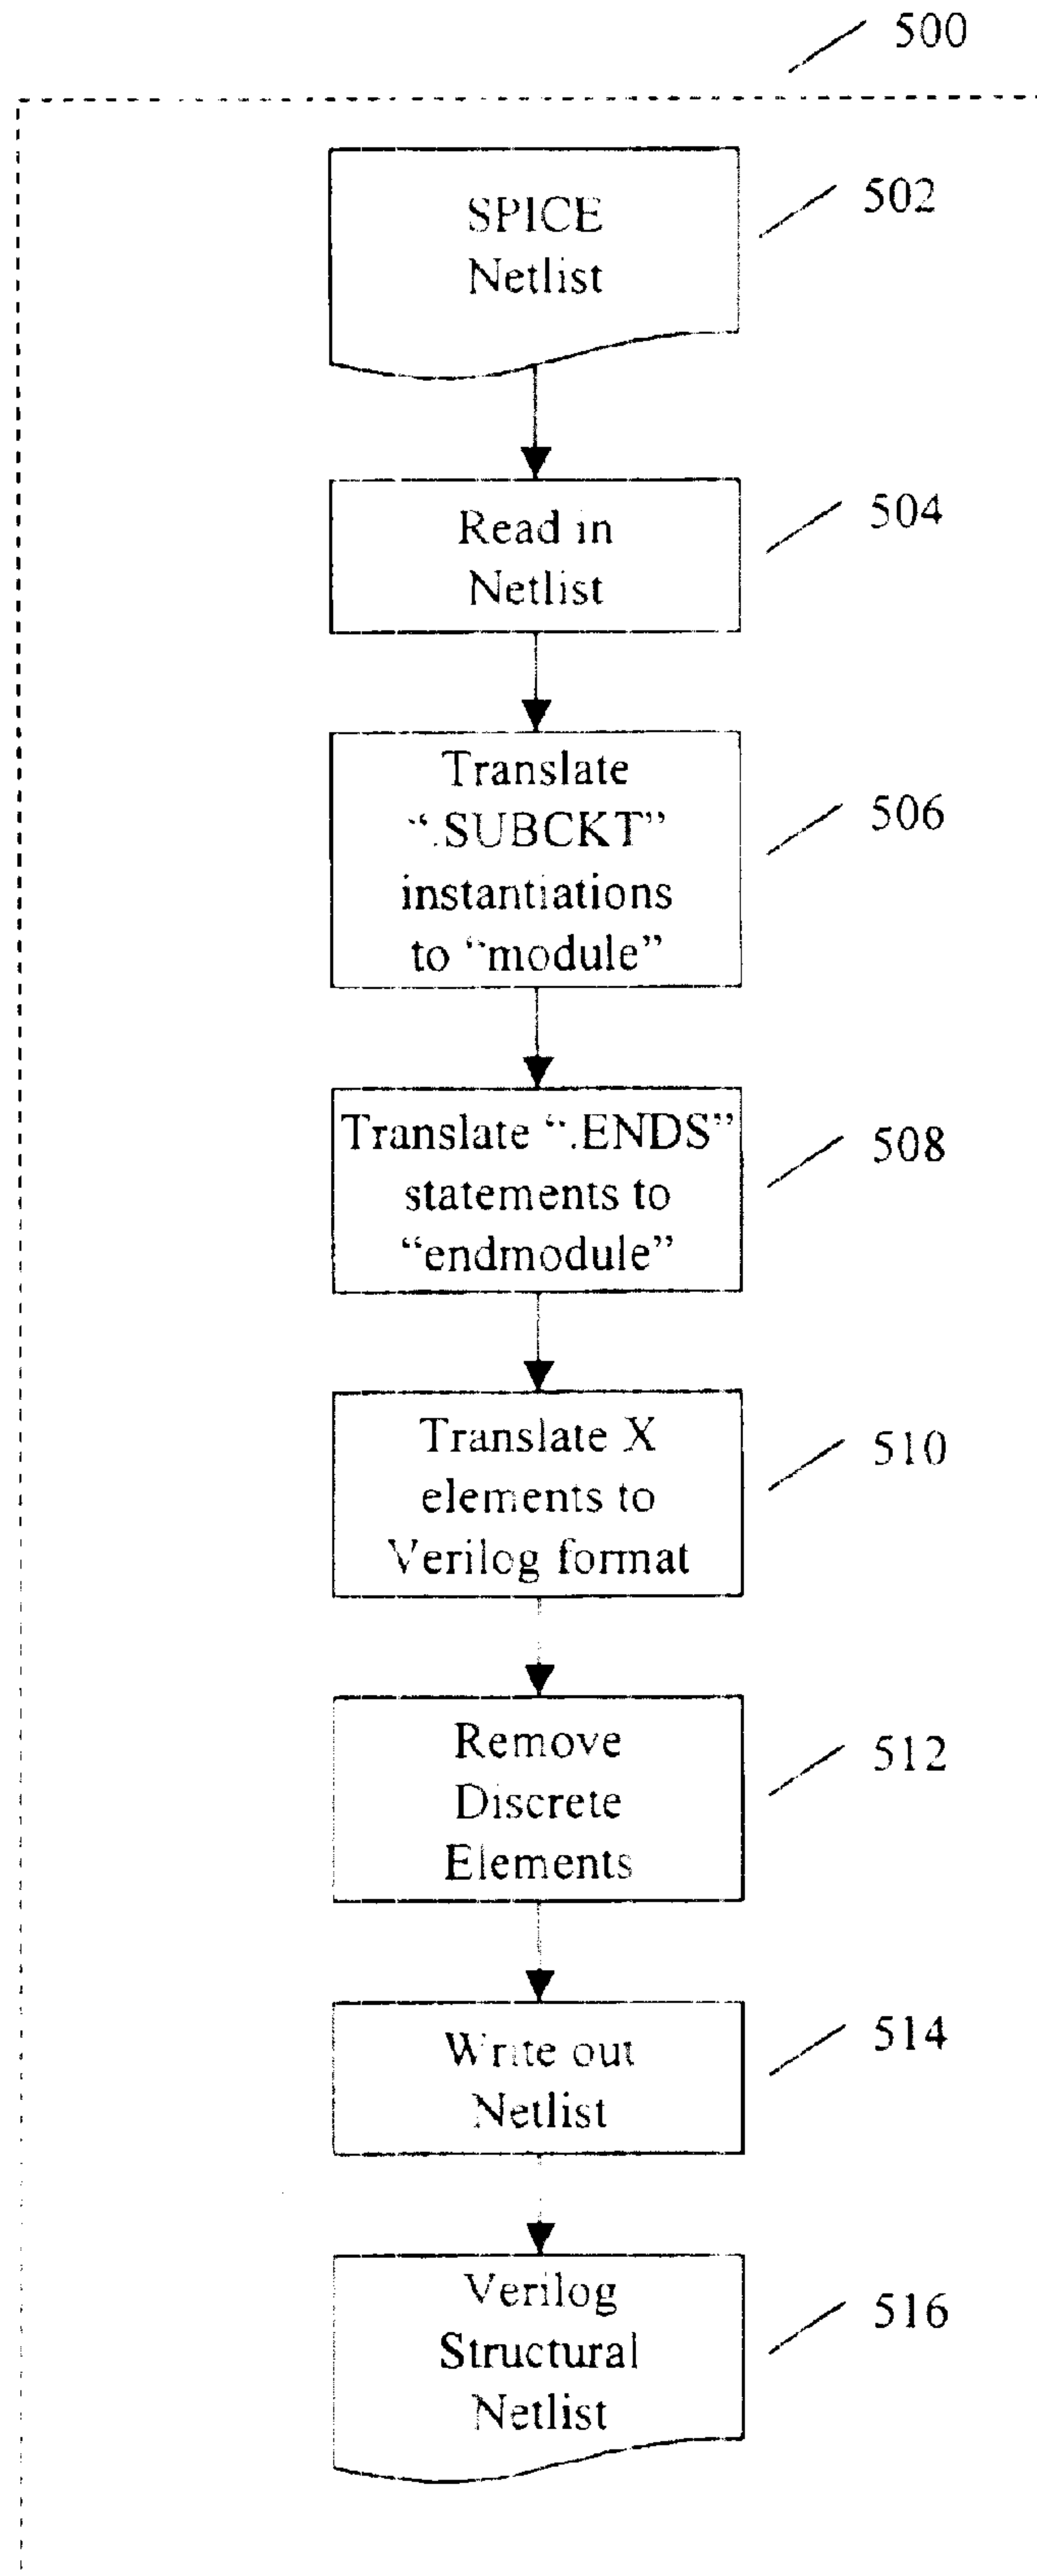 500
SPICE
Netlist
502
Read in
Netlist
504
Translate
“.SUBCKT”
instantiations
to “module”
506
Translate “.ENDS”
statements to
“endmodule”
508
Translate X
elements to
Verilog format
510
Remove
Discrete
Elements
512
Write out
Netlist
514
Verilog
Structural
Netlist
516